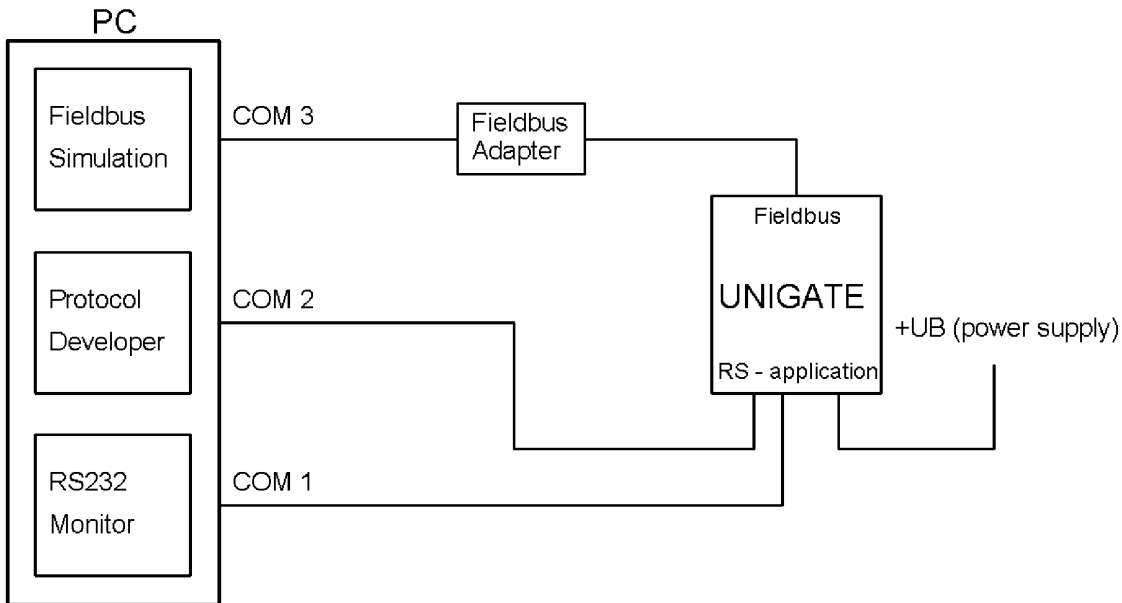 PC
Fieldbus
Simulation
COM 3
Fieldbus
Adapter
Fieldbus
UNIGATE
RS - application
+UB (power supply)
Protocol
Developer
COM 2
RS232
Monitor
COM 1